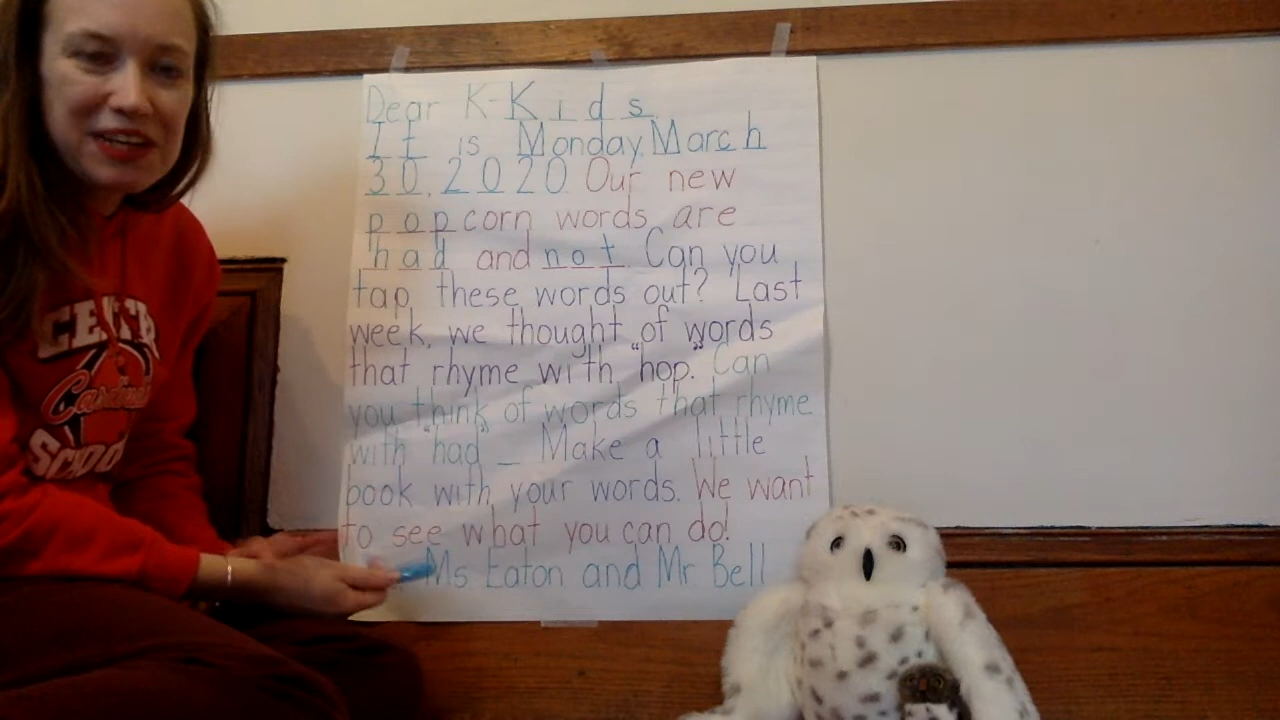 Dear K-Kids,
It is Monday, March
30, 2020. Our new
popcorn words are
had and not. Can you
tap these words out? Last
week, we thought of words
that rhyme with "hop." Can
you think of words that rhyme
with "had" _ Make a little
book with your words. We want
to see what you can do!
Ms Eaton and Mr Bell
Cardinals